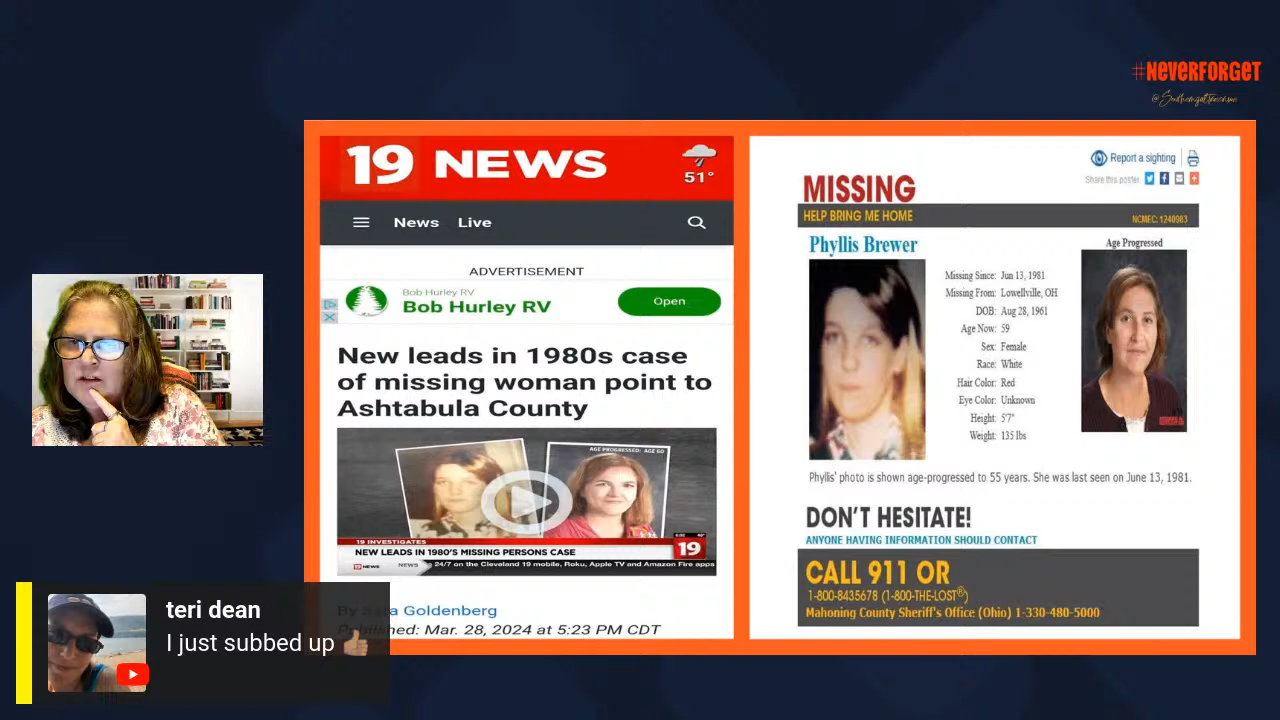 #NEVERFORGET
19 NEWS
51°
News Live
ADVERTISEMENT
Bob Hurley RV
Bob Hurley RV
Open
New leads in 1980s case
of missing woman point to
Ashtabula County
AGE PROGRESSED: AGE 60
19 INVESTIGATES
NEW LEADS IN 1980'S MISSING PERSONS CASE
19
19 NEWS NEWS 24/7 on the Cleveland 19 mobile, Roku, Apple TV and Amazon Fire apps
By Goldenberg
Published: Mar. 28, 2024 at 5:23 PM CDT
Report a sighting
Share this poster
MISSING
HELP BRING ME HOME
NCMEC: 1240983
Phyllis Brewer
Age Progressed
Missing Since: Jun 13, 1981
Missing From: Lowellville, OH
DOB: Aug 28, 1961
Age Now: 59
Sex: Female
Race: White
Hair Color: Red
Eye Color: Unknown
Height: 5'7"
Weight: 135 lbs
Phyllis' photo is shown age-progressed to 55 years. She was last seen on June 13, 1981.
DON'T HESITATE!
ANYONE HAVING INFORMATION SHOULD CONTACT
CALL 911 OR
1-800-8435678 (1-800-THE-LOST®)
Mahoning County Sheriff's Office (Ohio) 1-330-480-5000
teri dean
I just subbed up 👍